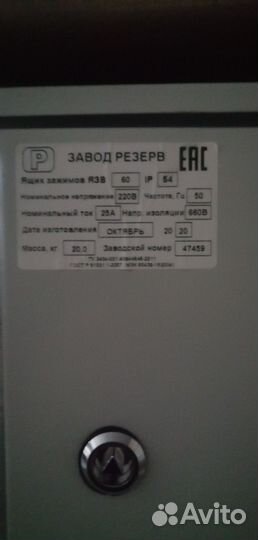 P ЗАВОД РЕЗЕРВ EAC
Ящик зажимов ЯЗВ 60 IP 54
Номинальное напряжение 220В Частота, Гц 50
Номинальный ток 25А Напр. изоляции 660В
Дата изготовления ОКТЯБРЬ 20 20
Масса, кг 20,0 Заводской номер 47459
Avito